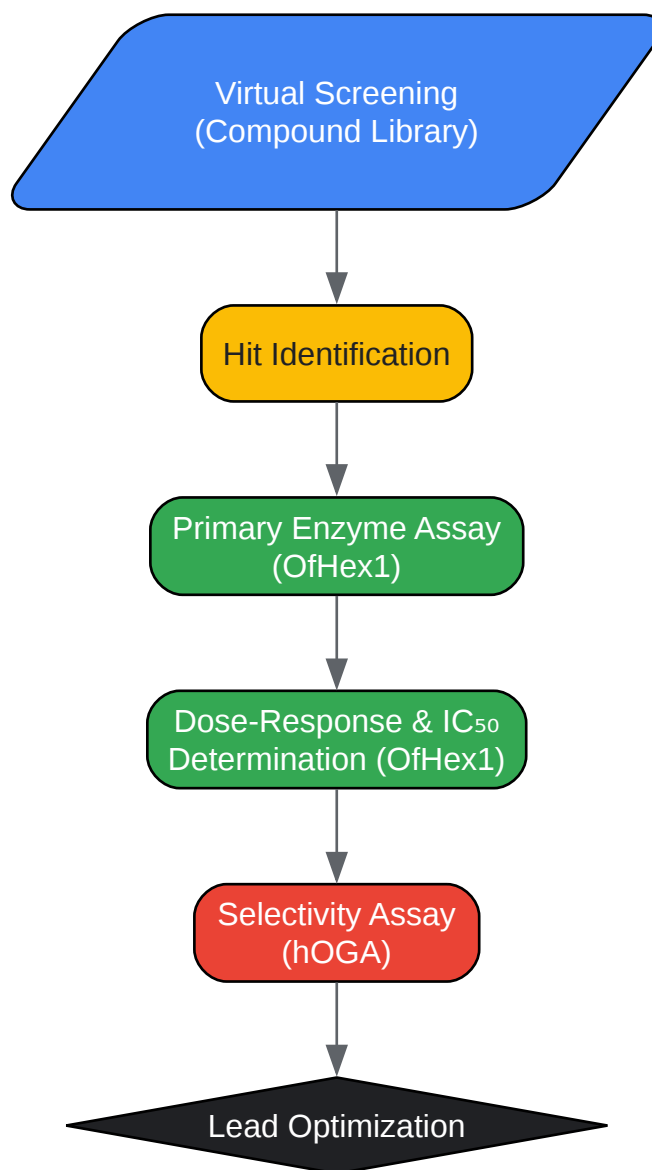 Virtual Screening
(Compound Library)
Hit Identification
Primary Enzyme Assay
(OfHex1)
Dose-Response & IC₅₀
Determination (OfHex1)
Selectivity Assay
(hOGA)
Lead Optimization